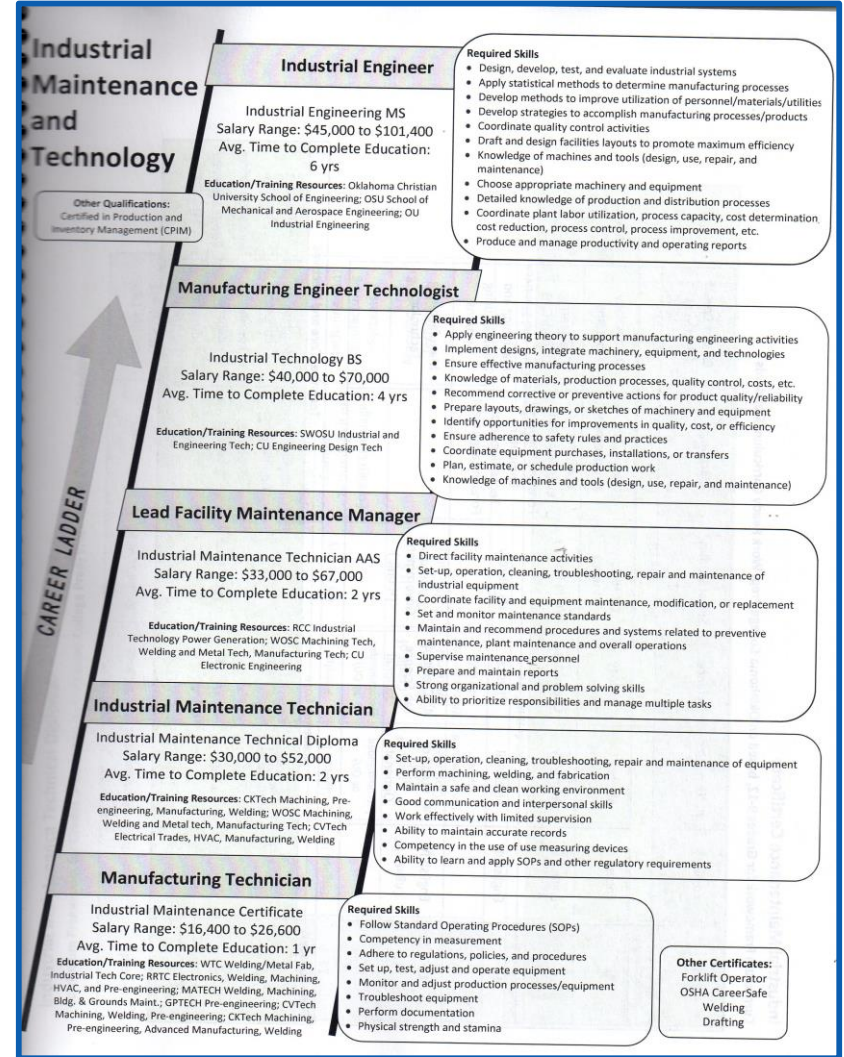 Industrial
Maintenance
and
Technology
Other Qualifications:
Certified in Production and
Inventory Management (CPIM)
CAREER LADDER
Industrial Engineer
Industrial Engineering MS
Salary Range: $45,000 to $101,400
Avg. Time to Complete Education:
6 yrs
Education/Training Resources: Oklahoma Christian
University School of Engineering; OSU School of
Mechanical and Aerospace Engineering; OU
Industrial Engineering
Required Skills
• Design, develop, test, and evaluate industrial systems
• Apply statistical methods to determine manufacturing processes
• Develop methods to improve utilization of personnel/materials/utilities
• Develop strategies to accomplish manufacturing processes/products
• Coordinate quality control activities
• Draft and design facilities layouts to promote maximum efficiency
• Knowledge of machines and tools (design, use, repair, and
maintenance)
• Choose appropriate machinery and equipment
• Detailed knowledge of production and distribution processes
• Coordinate plant labor utilization, process capacity, cost determination,
cost reduction, process control, process improvement, etc.
• Produce and manage productivity and operating reports
Manufacturing Engineer Technologist
Industrial Technology BS
Salary Range: $40,000 to $70,000
Avg. Time to Complete Education: 4 yrs
Education/Training Resources: SWOSU Industrial and
Engineering Tech; CU Engineering Design Tech
Required Skills
• Apply engineering theory to support manufacturing engineering activities
• Implement designs, integrate machinery, equipment, and technologies
• Ensure effective manufacturing processes
• Knowledge of materials, production processes, quality control, costs, etc.
• Recommend corrective or preventive actions for product quality/reliability
• Prepare layouts, drawings, or sketches of machinery and equipment
• Identify opportunities for improvements in quality, cost, or efficiency
• Ensure adherence to safety rules and practices
• Coordinate equipment purchases, installations, or transfers
• Plan, estimate, or schedule production work
• Knowledge of machines and tools (design, use, repair, and maintenance)
Lead Facility Maintenance Manager
Industrial Maintenance Technician AAS
Salary Range: $33,000 to $67,000
Avg. Time to Complete Education: 2 yrs
Education/Training Resources: RCC Industrial
Technology Power Generation; WOSC Machining Tech,
Welding and Metal Tech, Manufacturing Tech; CU
Electronic Engineering
Required Skills
• Direct facility maintenance activities
• Set-up, operation, cleaning, troubleshooting, repair and maintenance of
industrial equipment
• Coordinate facility and equipment maintenance, modification, or replacement
• Set and monitor maintenance standards
• Maintain and recommend procedures and systems related to preventive
maintenance, plant maintenance and overall operations
• Supervise maintenance personnel
• Prepare and maintain reports
• Strong organizational and problem solving skills
• Ability to prioritize responsibilities and manage multiple tasks
Industrial Maintenance Technician
Industrial Maintenance Technical Diploma
Salary Range: $30,000 to $52,000
Avg. Time to Complete Education: 2 yrs
Education/Training Resources: CKTech Machining, Pre-
engineering, Manufacturing, Welding; WOSC Machining,
Welding and Metal tech, Manufacturing Tech; CVTech
Electrical Trades, HVAC, Manufacturing, Welding
Required Skills
• Set-up, operation, cleaning, troubleshooting, repair and maintenance of equipment
• Perform machining, welding, and fabrication
• Maintain a safe and clean working environment
• Good communication and interpersonal skills
• Work effectively with limited supervision
• Ability to maintain accurate records
• Competency in the use of use measuring devices
• Ability to learn and apply SOPs and other regulatory requirements
Manufacturing Technician
Industrial Maintenance Certificate
Salary Range: $16,400 to $26,600
Avg. Time to Complete Education: 1 yr
Education/Training Resources: WTC Welding/Metal Fab,
Industrial Tech Core; RRTC Electronics, Welding, Machining,
HVAC, and Pre-engineering; MATECH Welding, Machining,
Bldg. & Grounds Maint.; GPTECH Pre-engineering; CVTech
Machining, Welding, Pre-engineering; CKTech Machining,
Pre-engineering, Advanced Manufacturing, Welding
Required Skills
• Follow Standard Operating Procedures (SOPs)
• Competency in measurement
• Adhere to regulations, policies, and procedures
• Set up, test, adjust and operate equipment
• Monitor and adjust production processes/equipment
• Troubleshoot equipment
• Perform documentation
• Physical strength and stamina
Other Certificates:
Forklift Operator
OSHA CareerSafe
Welding
Drafting